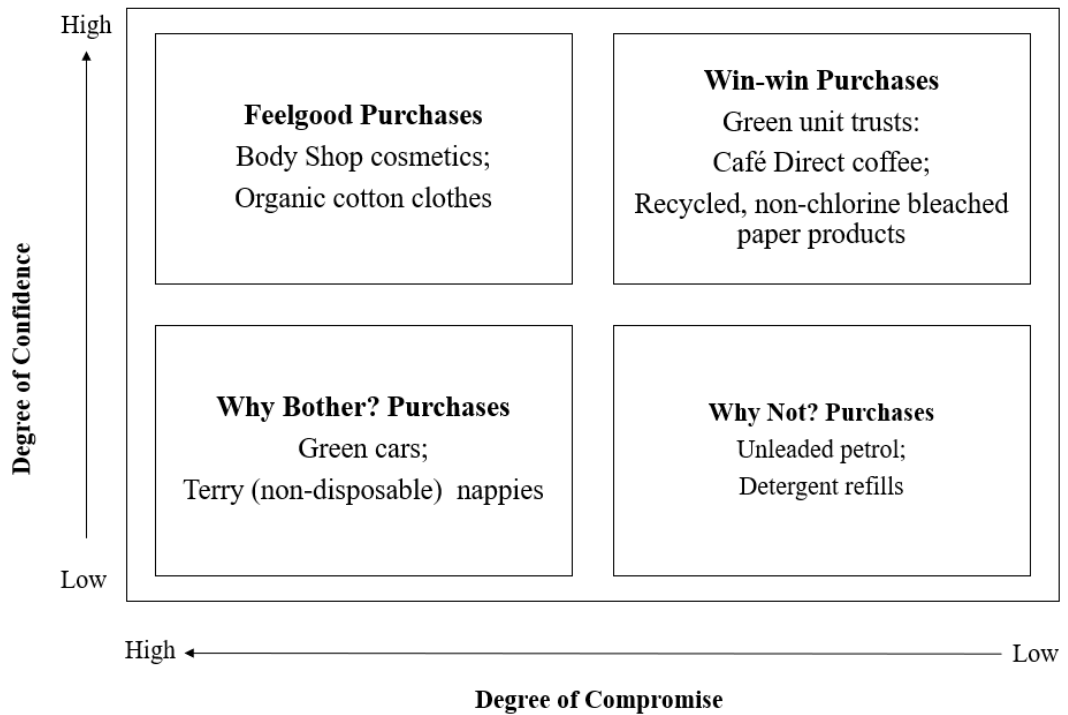 High
Feelgood Purchases
Body Shop cosmetics;
Organic cotton clothes
Win-win Purchases
Green unit trusts:
Café Direct coffee;
Recycled, non-chlorine bleached
paper products
Degree of Confidence
Why Bother? Purchases
Green cars;
Terry (non-disposable) nappies
Why Not? Purchases
Unleaded petrol;
Detergent refills
Low
High
Low
Degree of Compromise